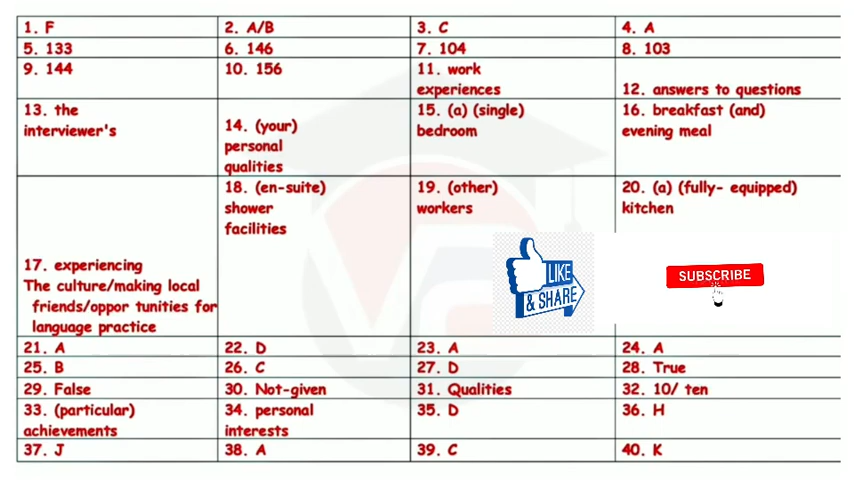 1. F
2. A/B
3. C
4. A
5. 133
6. 146
7. 104
8. 103
9. 144
10. 156
11. work
experiences
12. answers to questions
13. the
interviewer's
14. (your)
personal
qualities
15. (a) (single)
bedroom
16. breakfast (and)
evening meal
17. experiencing
The culture/making local
friends/oppor tunities for
language practice
18. (en-suite)
shower
facilities
19. (other)
workers
20. (a) (fully- equipped)
kitchen
LIKE
& SHARE
SUBSCRIBE
21. A
22. D
23. A
24. A
25. B
26. C
27. D
28. True
29. False
30. Not-given
31. Qualities
32. 10/ ten
33. (particular)
achievements
34. personal
interests
35. D
36. H
37. J
38. A
39. C
40. K